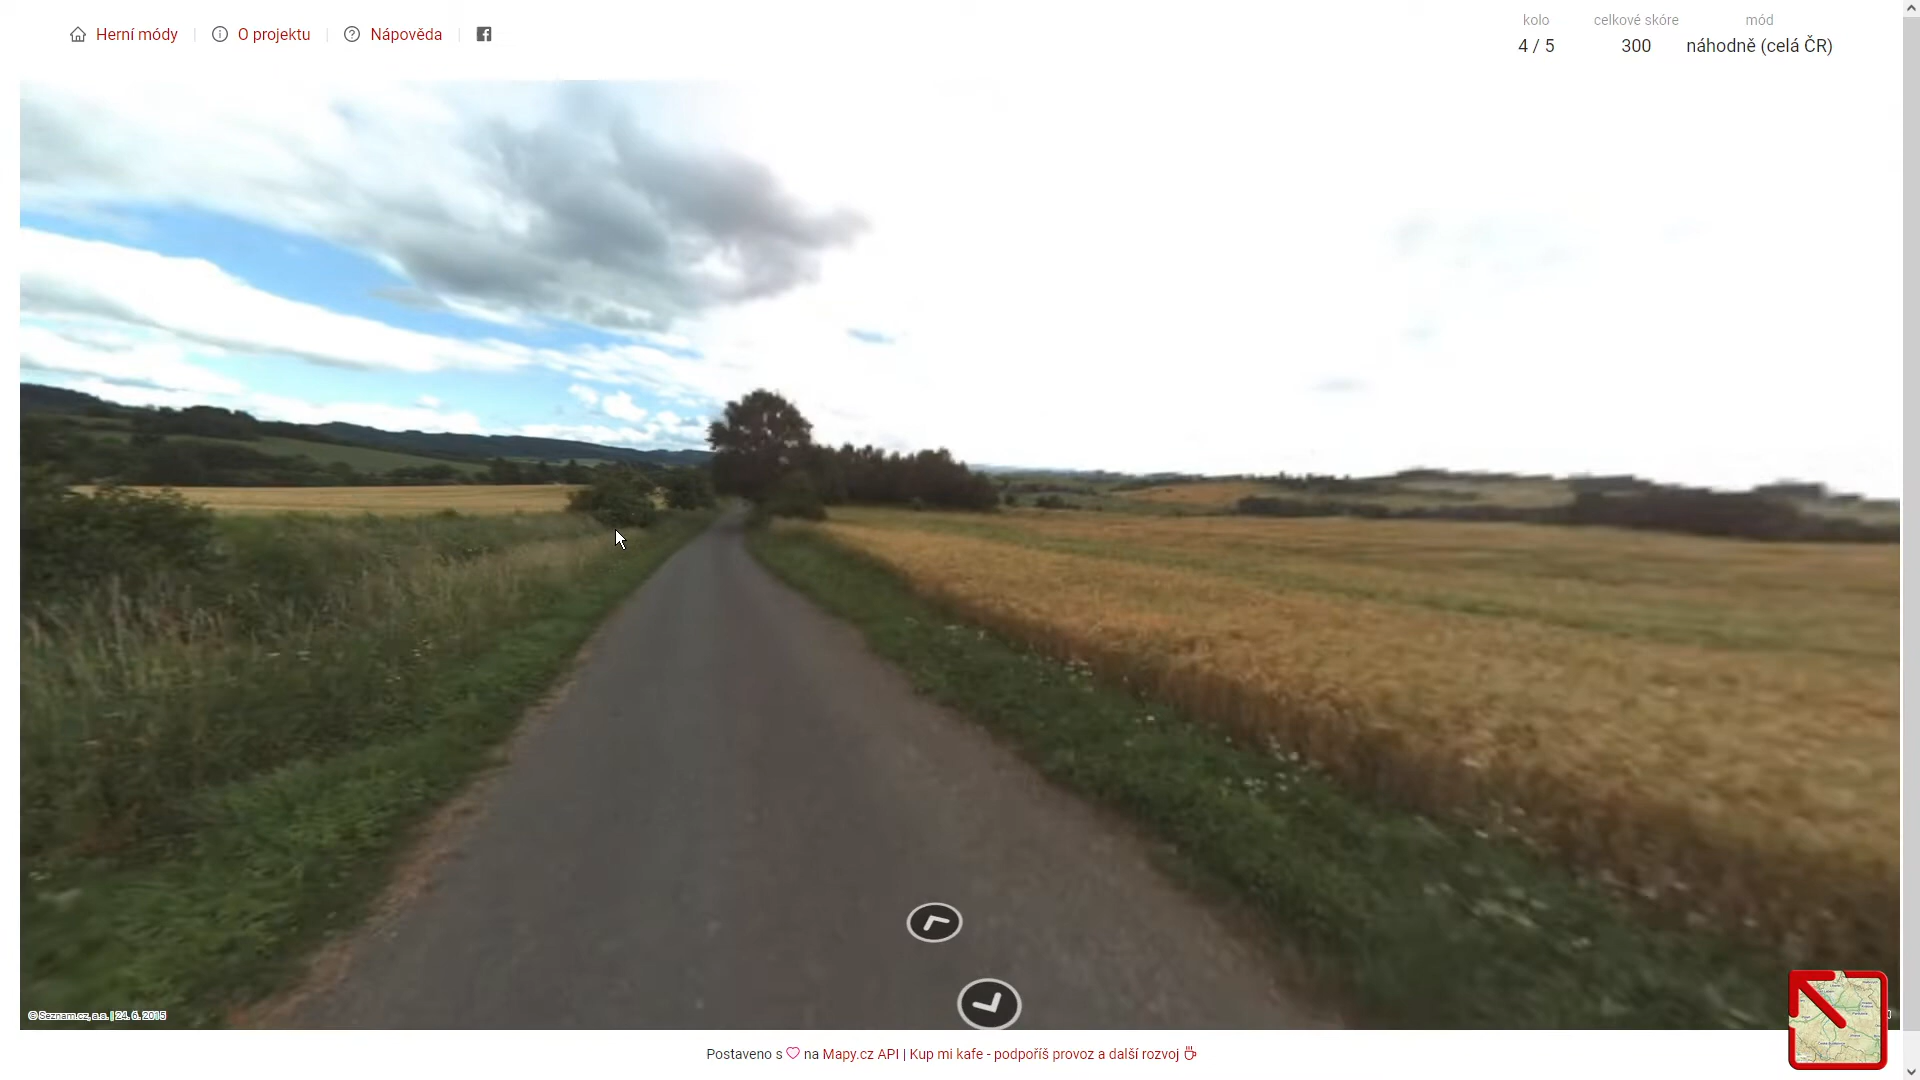 Herní módy
O projektu
Nápověda
kolo
4 / 5
celkové skóre
300
mód
náhodně (celá ČR)
© Seznam.cz, a.s. | 24. 6. 2015
Postaveno s na Mapy.cz API | Kup mi kafe - podpoříš provoz a další rozvoj